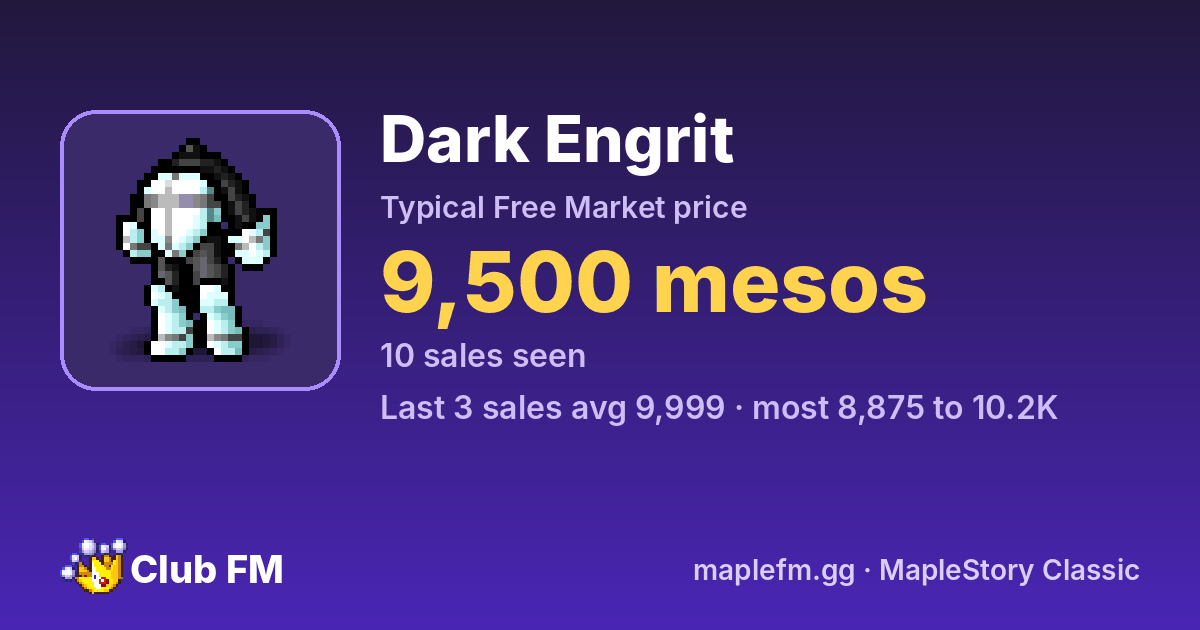 Dark Engrit
Typical Free Market price
9,500 mesos
10 sales seen
Last 3 sales avg 9,999 · most 8,875 to 10.2K
Club FM
maplefm.gg · MapleStory Classic